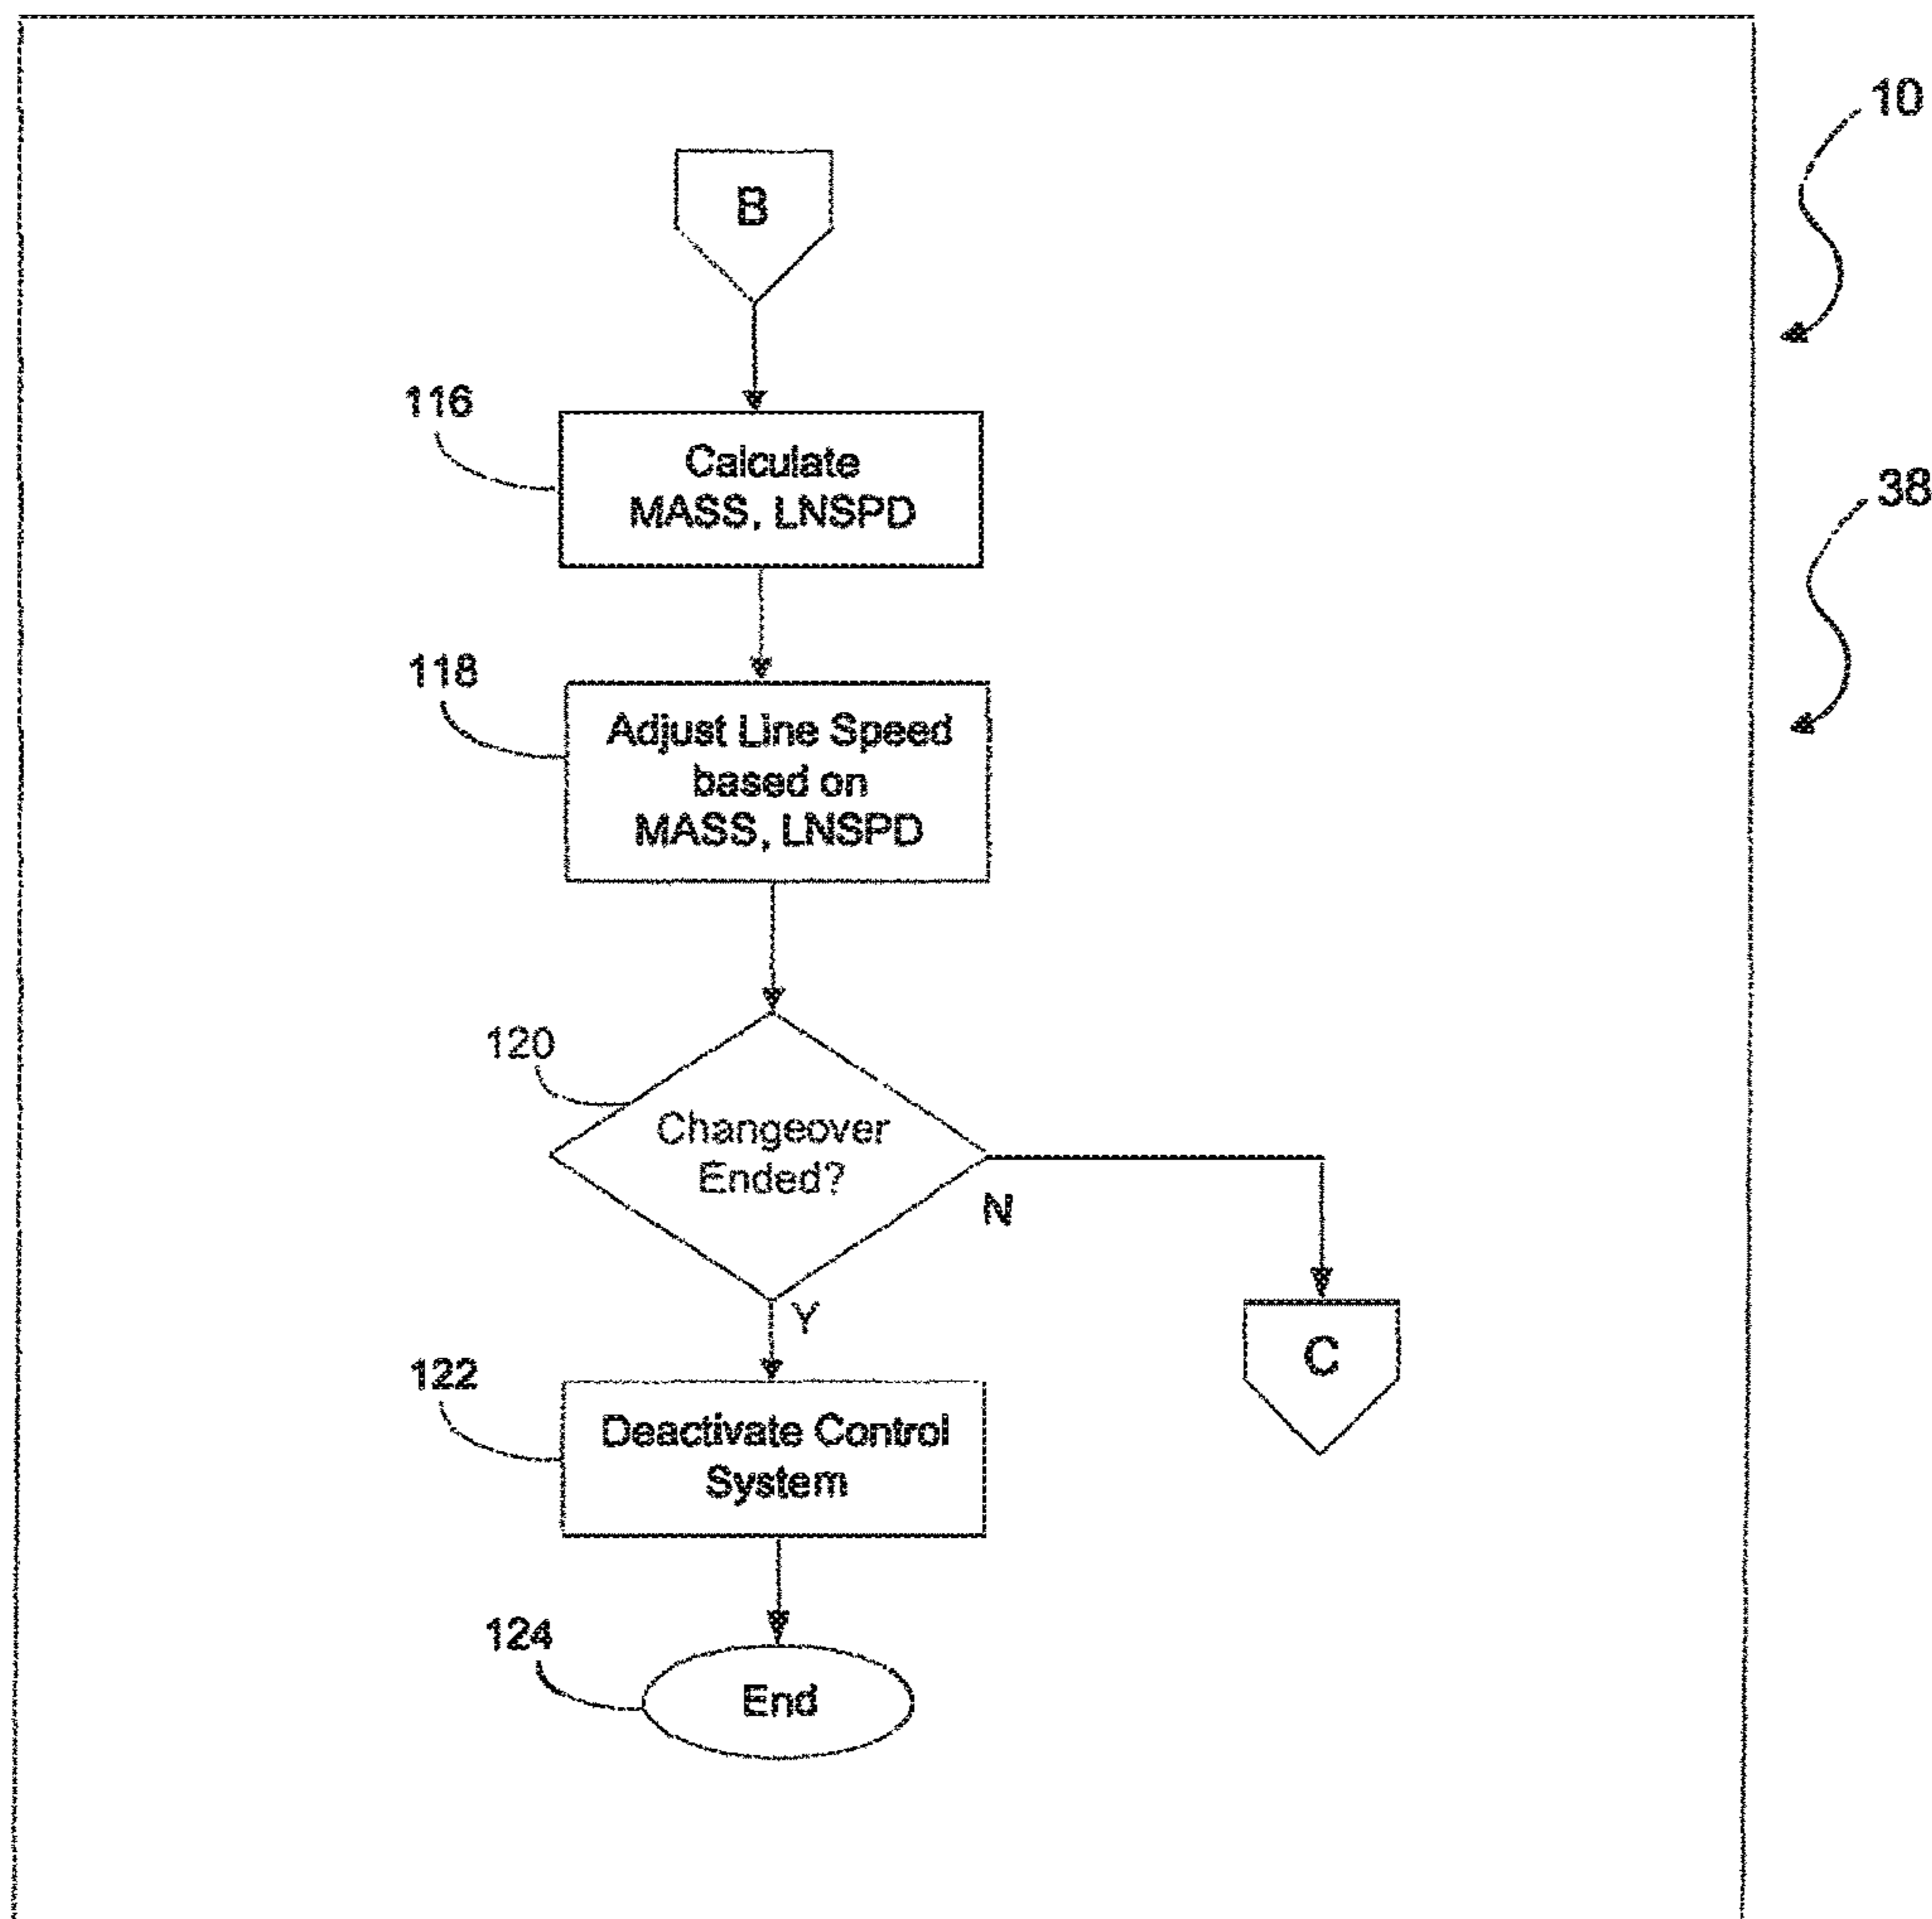 10
B
116
Calculate
MASS, LNSPD
38
118
Adjust Line Speed
based on
MASS, LNSPD
120
Changeover
Ended?
N
Y
C
122
Deactivate Control
System
124
End